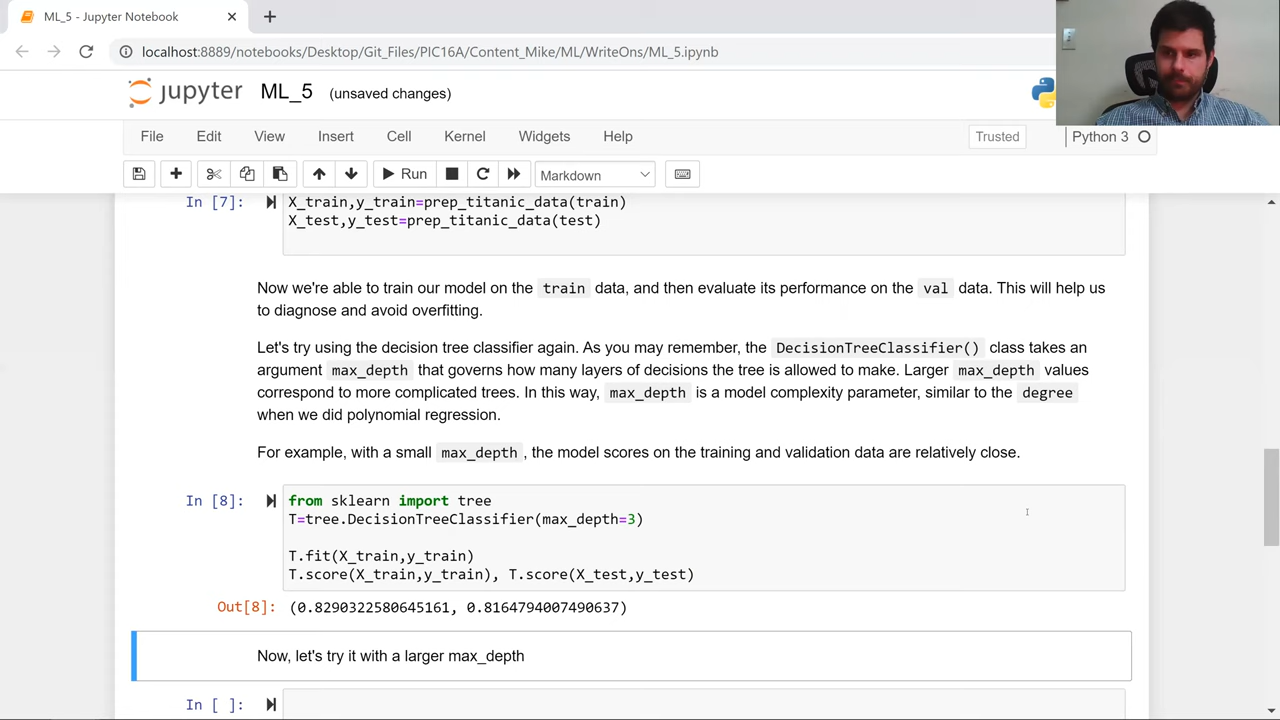 ML_5 - Jupyter Notebook
localhost:8889/notebooks/Desktop/Git_Files/PIC16A/Content_Mike/ML/WriteOns/ML_5.ipynb
jupyter ML_5 (unsaved changes)
File Edit View Insert Cell Kernel Widgets Help Trusted Python 3
Run Markdown
In [7]: X_train,y_train=prep_titanic_data(train)
X_test,y_test=prep_titanic_data(test)
Now we're able to train our model on the train data, and then evaluate its performance on the val data. This will help us
to diagnose and avoid overfitting.
Let's try using the decision tree classifier again. As you may remember, the DecisionTreeClassifier() class takes an
argument max_depth that governs how many layers of decisions the tree is allowed to make. Larger max_depth values
correspond to more complicated trees. In this way, max_depth is a model complexity parameter, similar to the degree
when we did polynomial regression.
For example, with a small max_depth , the model scores on the training and validation data are relatively close.
In [8]: from sklearn import tree
T=tree.DecisionTreeClassifier(max_depth=3)
T.fit(X_train,y_train)
T.score(X_train,y_train), T.score(X_test,y_test)
Out[8]: (0.8290322580645161, 0.8164794007490637)
Now, let's try it with a larger max_depth
In [ ]: